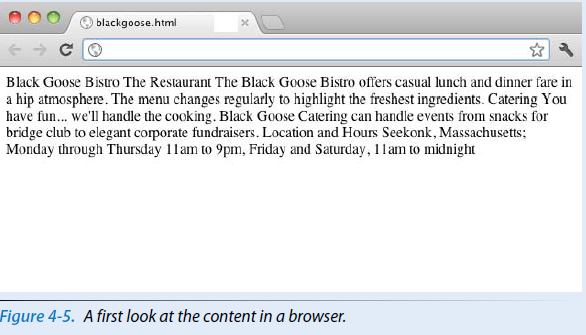 blackgoose.html
Black Goose Bistro The Restaurant The Black Goose Bistro offers casual lunch and dinner fare in
a hip atmosphere. The menu changes regularly to highlight the freshest ingredients. Catering You
have fun... we'll handle the cooking. Black Goose Catering can handle events from snacks for
bridge club to elegant corporate fundraisers. Location and Hours Seekonk, Massachusetts;
Monday through Thursday 11am to 9pm, Friday and Saturday, 11am to midnight
Figure 4-5. A first look at the content in a browser.